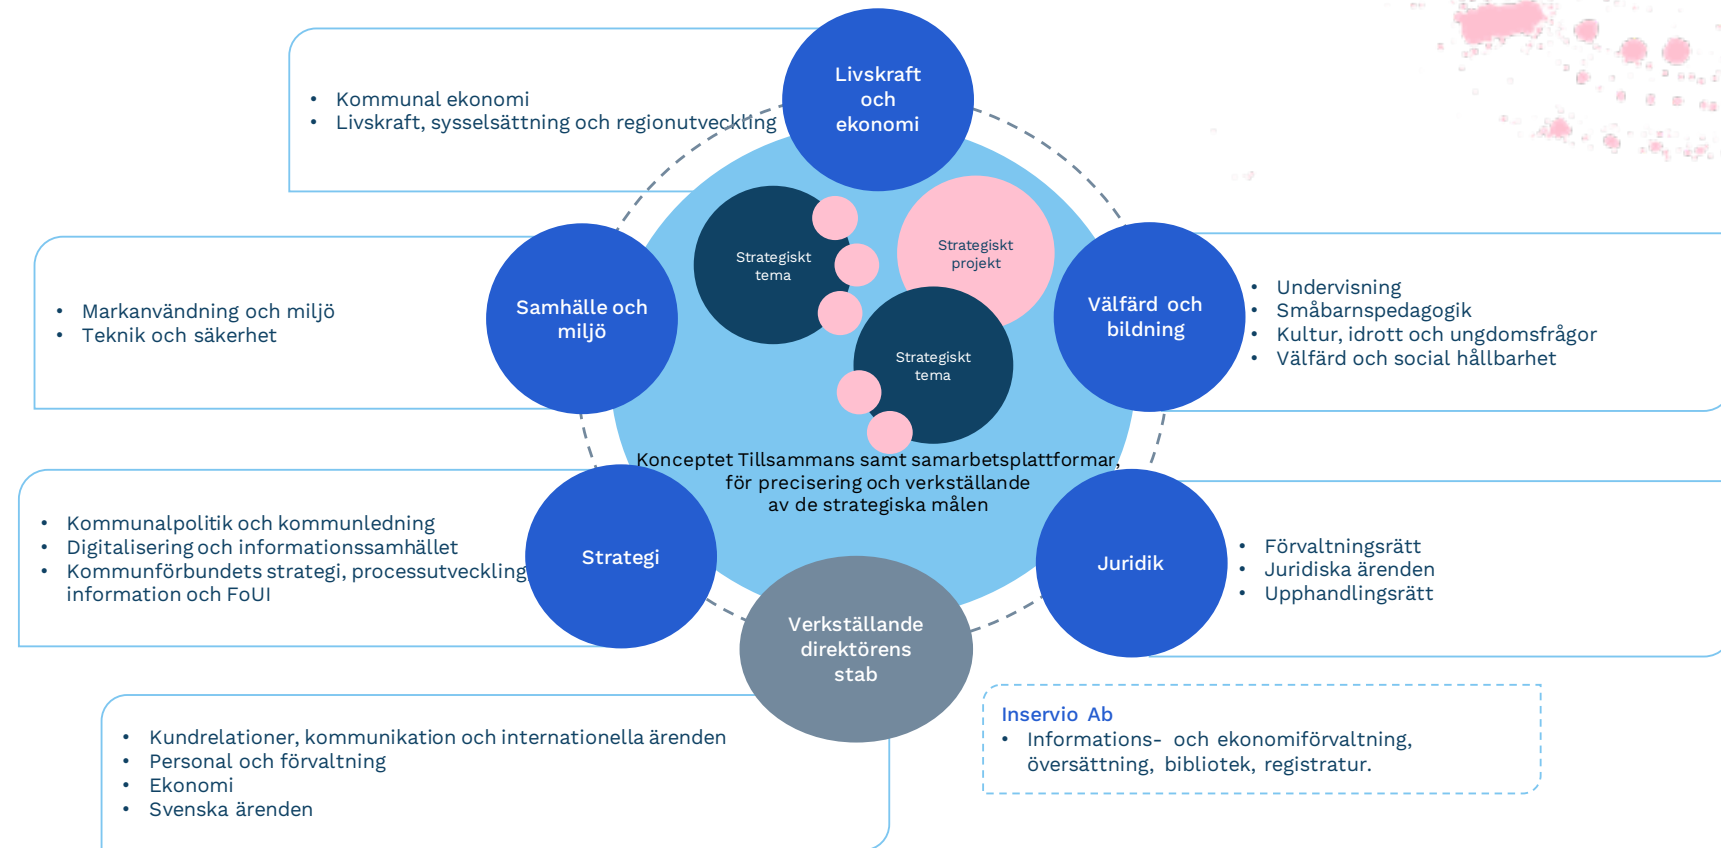 Livskraft
och
ekonomi
• Kommunal ekonomi
• Livskraft, sysselsättning och regionutveckling
Strategiskt
tema
Strategiskt
projekt
Strategiskt
tema
Samhälle och
miljö
• Markanvändning och miljö
• Teknik och säkerhet
Välfärd och
bildning
• Undervisning
• Småbarnspedagogik
• Kultur, idrott och ungdomsfrågor
• Välfärd och social hållbarhet
Konceptet Tillsammans samt samarbetsplattformar,
för precisering och verkställande
av de strategiska målen
Strategi
• Kommunalpolitik och kommunledning
• Digitalisering och informationssamhället
• Kommunförbundets strategi, processutveckling
information och FoUI
Juridik
• Förvaltningsrätt
• Juridiska ärenden
• Upphandlingsrätt
Verkställande
direktörens
stab
• Kundrelationer, kommunikation och internationella ärenden
• Personal och förvaltning
• Ekonomi
• Svenska ärenden
Inservio Ab
• Informations- och ekonomiförvaltning,
översättning, bibliotek, registratur.